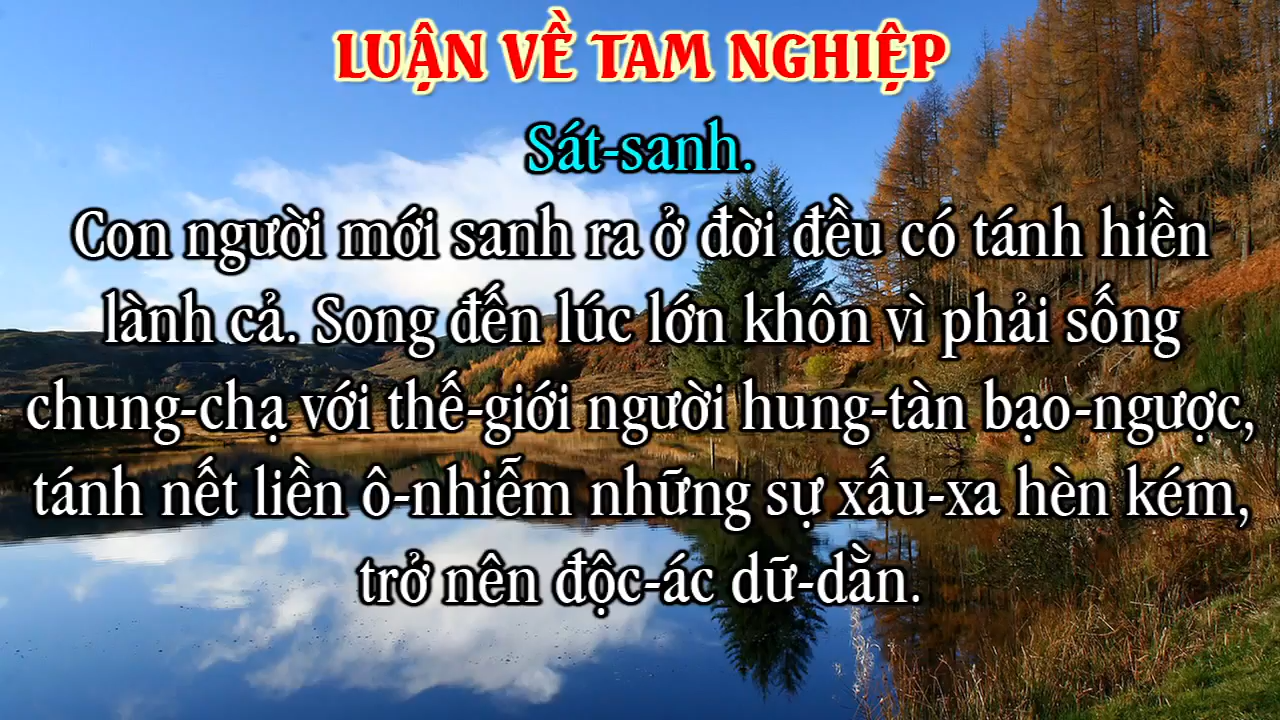 LUẬN VỀ TAM NGHIỆP
Sát-sanh.
Con người mới sanh ra ở đời đều có tánh hiền
lành cả. Song đến lúc lớn khôn vì phải sống
chung-chạ với thế-giới người hung-tàn bạo-ngược,
tánh nết liền ô-nhiễm những sự xấu-xa hèn kém,
trở nên độc-ác dữ-dằn.